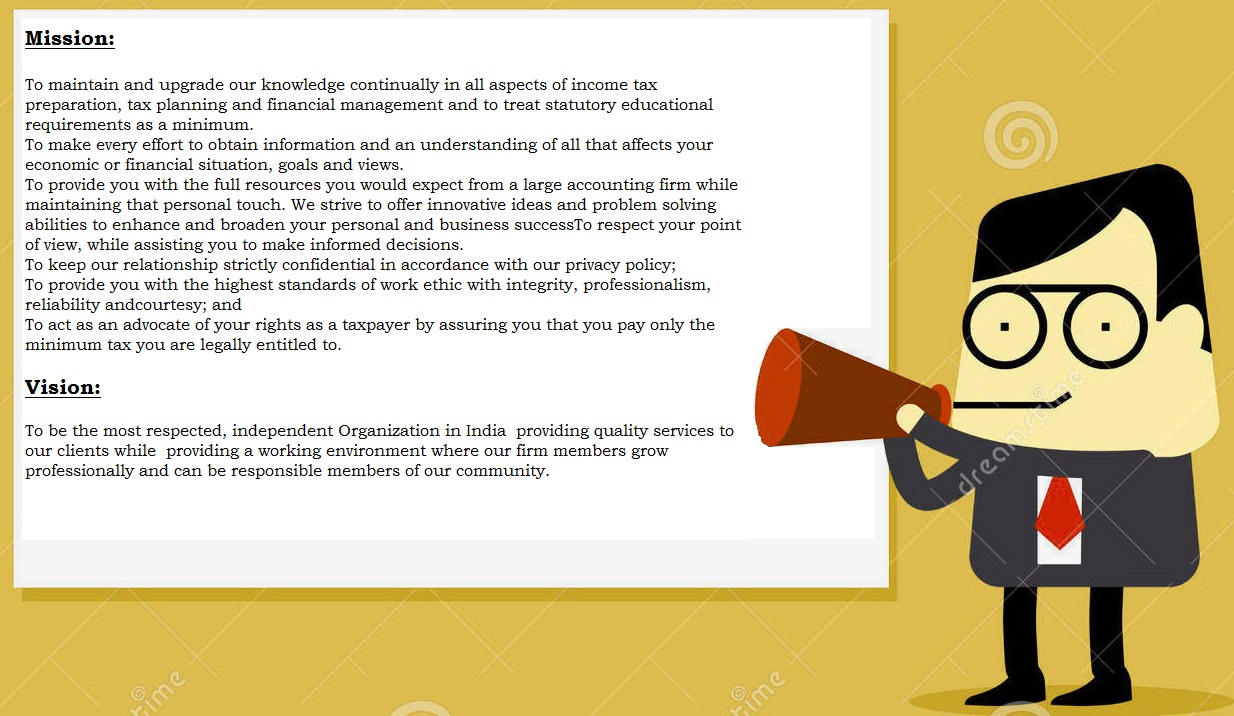 Mission:
To maintain and upgrade our knowledge continually in all aspects of income tax
preparation, tax planning and financial management and to treat statutory educational
requirements as a minimum.
To make every effort to obtain information and an understanding of all that affects your
economic or financial situation, goals and views.
To provide you with the full resources you would expect from a large accounting firm while
maintaining that personal touch. We strive to offer innovative ideas and problem solving
abilities to enhance and broaden your personal and business successTo respect your point
of view, while assisting you to make informed decisions.
To keep our relationship strictly confidential in accordance with our privacy policy;
To provide you with the highest standards of work ethic with integrity, professionalism,
reliability andcourtesy; and
To act as an advocate of your rights as a taxpayer by assuring you that you pay only the
minimum tax you are legally entitled to.
Vision:
To be the most respected, independent Organization in India  providing quality services to
our clients while  providing a working environment where our firm members grow
professionally and can be responsible members of our community.
dreamstime
time
time